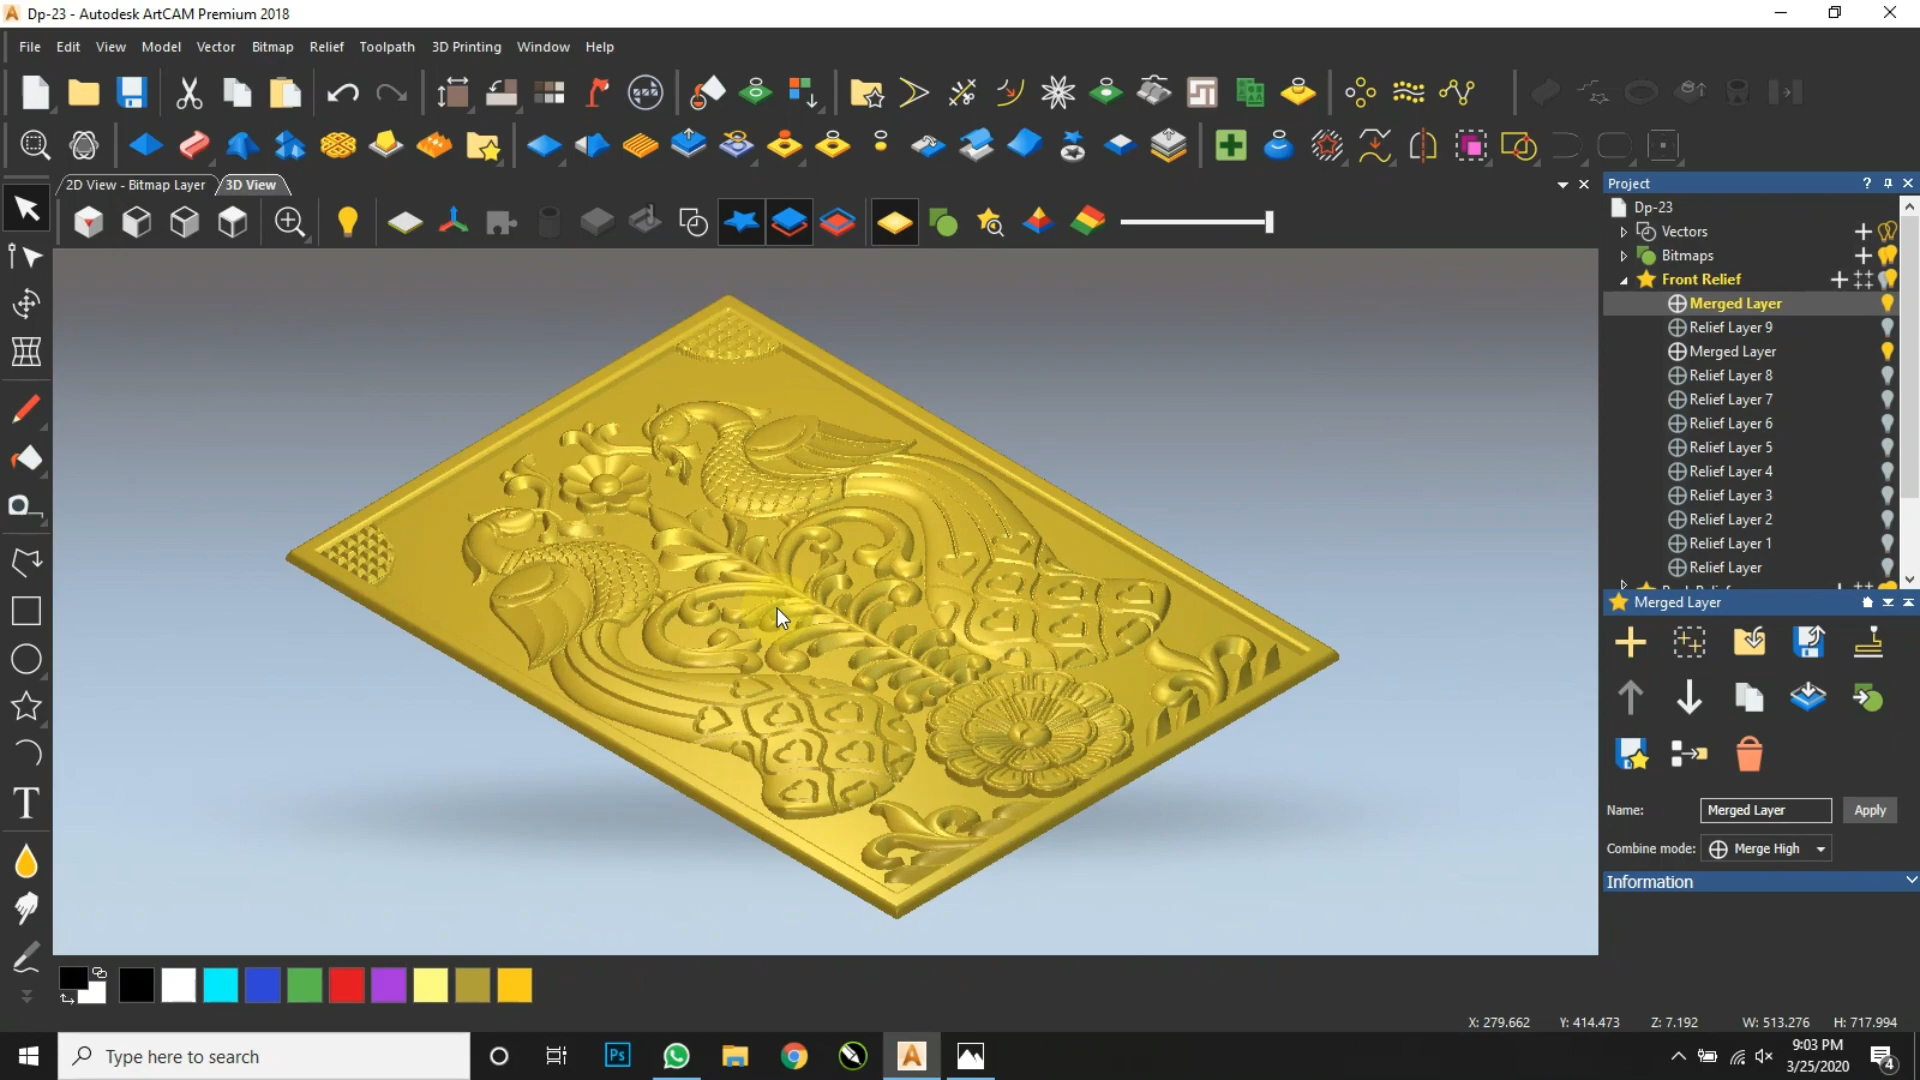 Dp-23 - Autodesk ArtCAM Premium 2018
File Edit View Model Vector Bitmap Relief Toolpath 3D Printing Window Help
2D View - Bitmap Layer 3D View
Project
Dp-23
Vectors
Bitmaps
Front Relief
Merged Layer
Relief Layer 9
Merged Layer
Relief Layer 8
Relief Layer 7
Relief Layer 6
Relief Layer 5
Relief Layer 4
Relief Layer 3
Relief Layer 2
Relief Layer 1
Relief Layer
Merged Layer
Name: Merged Layer Apply
Combine mode: Merge High
Information
X: 279.662 Y: 414.473 Z: 7.192 W: 513.276 H: 717.994
Type here to search
Ps
9:03 PM
3/25/2020
4